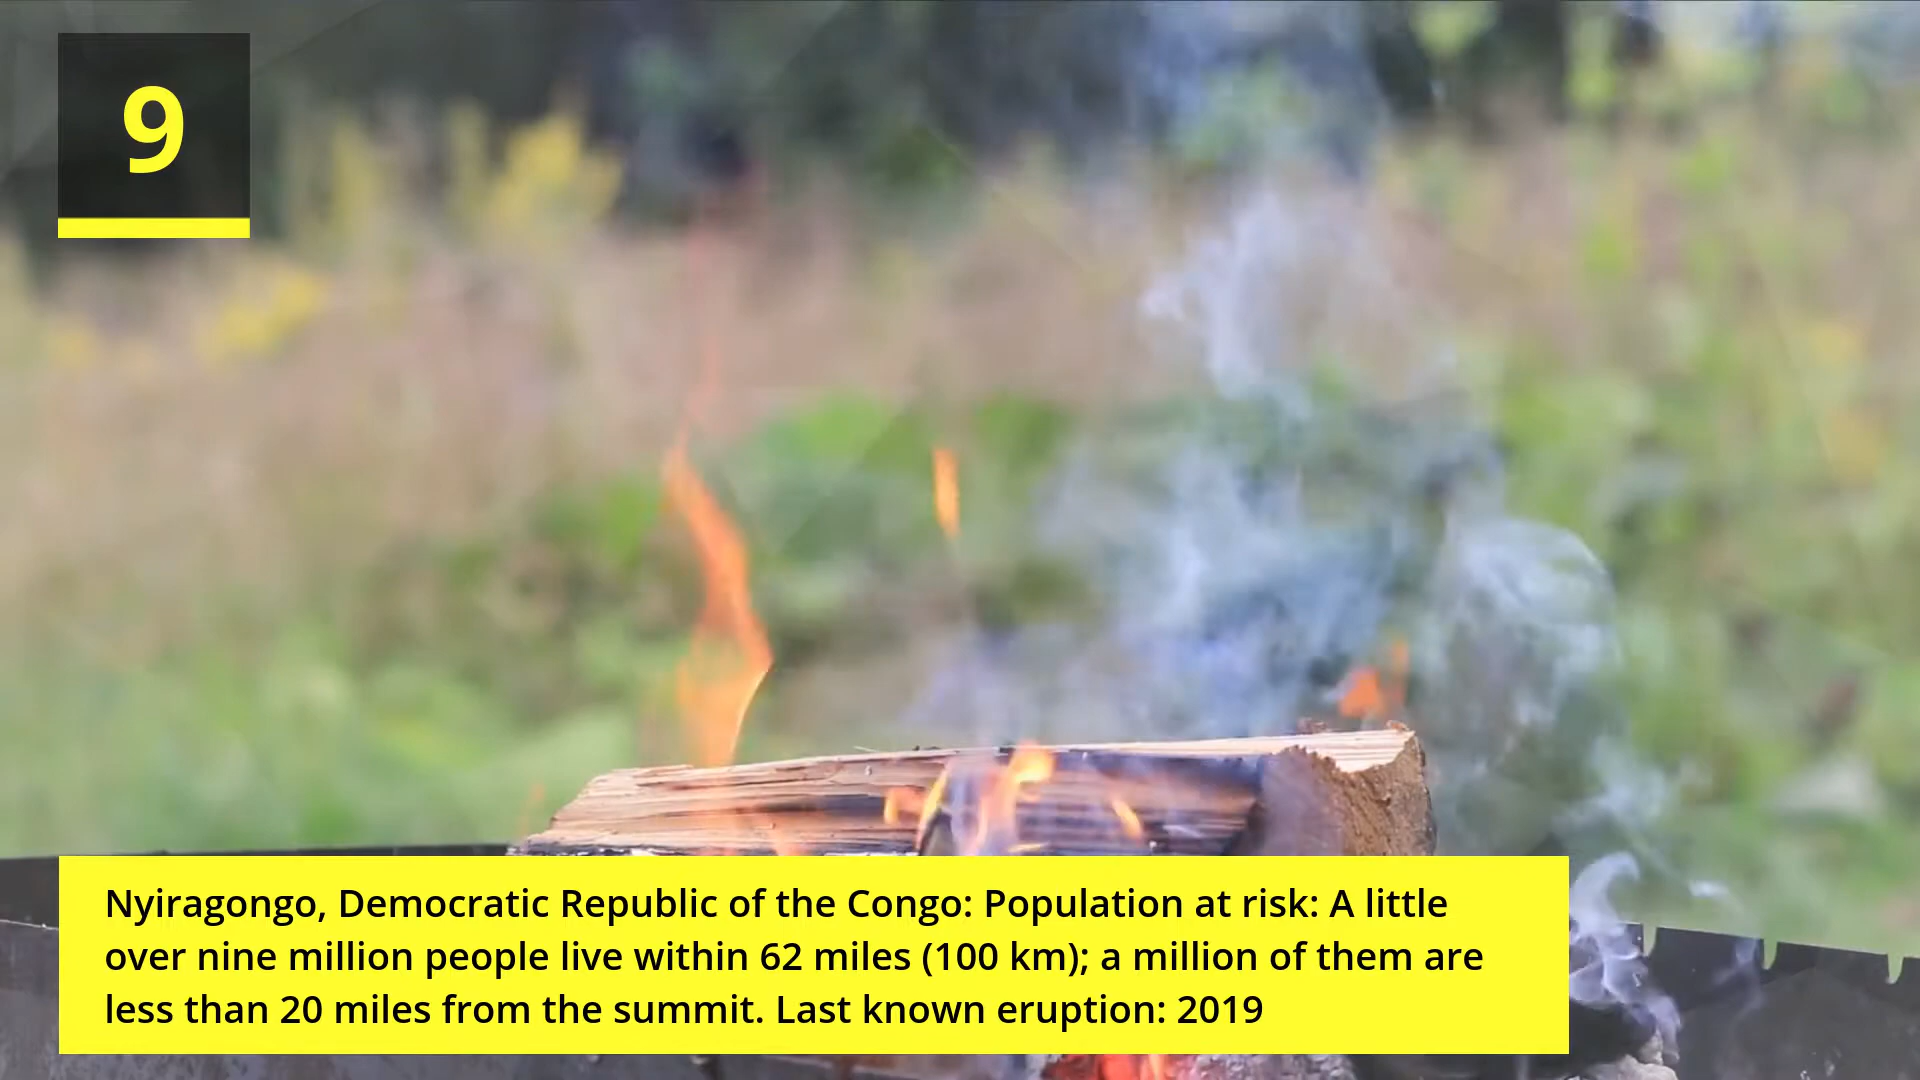 9
Nyiragongo, Democratic Republic of the Congo: Population at risk: A little
over nine million people live within 62 miles (100 km); a million of them are
less than 20 miles from the summit. Last known eruption: 2019